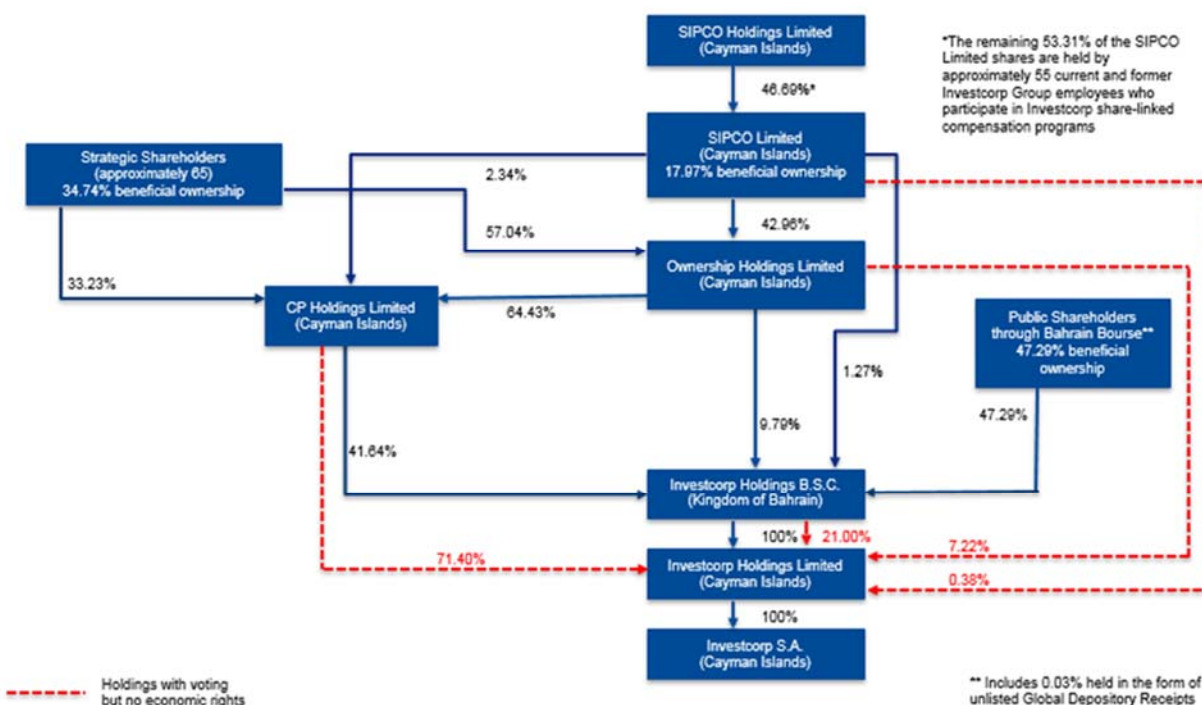 SIPCO Holdings Limited
(Cayman Islands)
*The remaining 53.31% of the SIPCO
Limited shares are held by
approximately 55 current and former
Investcorp Group employees who
participate in Investcorp share-linked
compensation programs
46.69%*
SIPCO Limited
(Cayman Islands)
17.97% beneficial ownership
Strategic Shareholders
(approximately 65)
34.74% beneficial ownership
2.34%
42.96%
57.04%
Ownership Holdings Limited
(Cayman Islands)
33.23%
CP Holdings Limited
(Cayman Islands)
64.43%
Public Shareholders
through Bahrain Bourse**
47.29% beneficial
ownership
1.27%
9.79%
47.29%
41.64%
Investcorp Holdings B.S.C.
(Kingdom of Bahrain)
100%
21.00%
71.40%
7.22%
Investcorp Holdings Limited
(Cayman Islands)
0.38%
100%
Investcorp S.A.
(Cayman Islands)
Holdings with voting
but no economic rights
** Includes 0.03% held in the form of
unlisted Global Depository Receipts